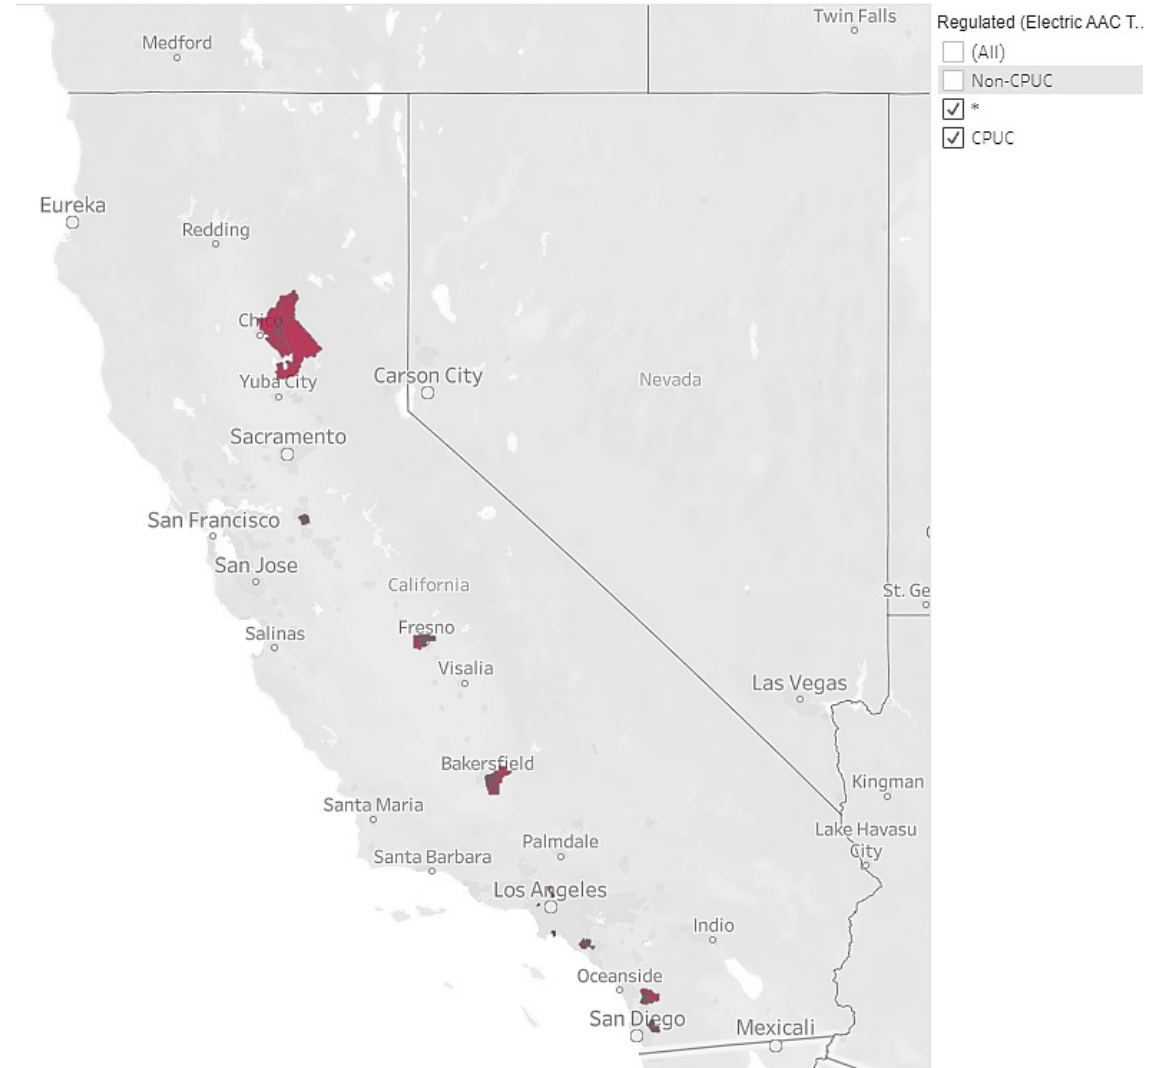 Twin Falls
Medford
Eureka
Redding
Chico
Yuba City
Carson City
Nevada
Sacramento
San Francisco
San Jose
California
St. Ge
Salinas
Fresno
Visalia
Las Vegas
Bakersfield
Kingman
Santa Maria
Lake Havasu
City
Palmdale
Santa Barbara
Los Angeles
Indio
Oceanside
San Diego
Mexicali
Regulated (Electric AAC T..
(All)
Non-CPUC
*
CPUC